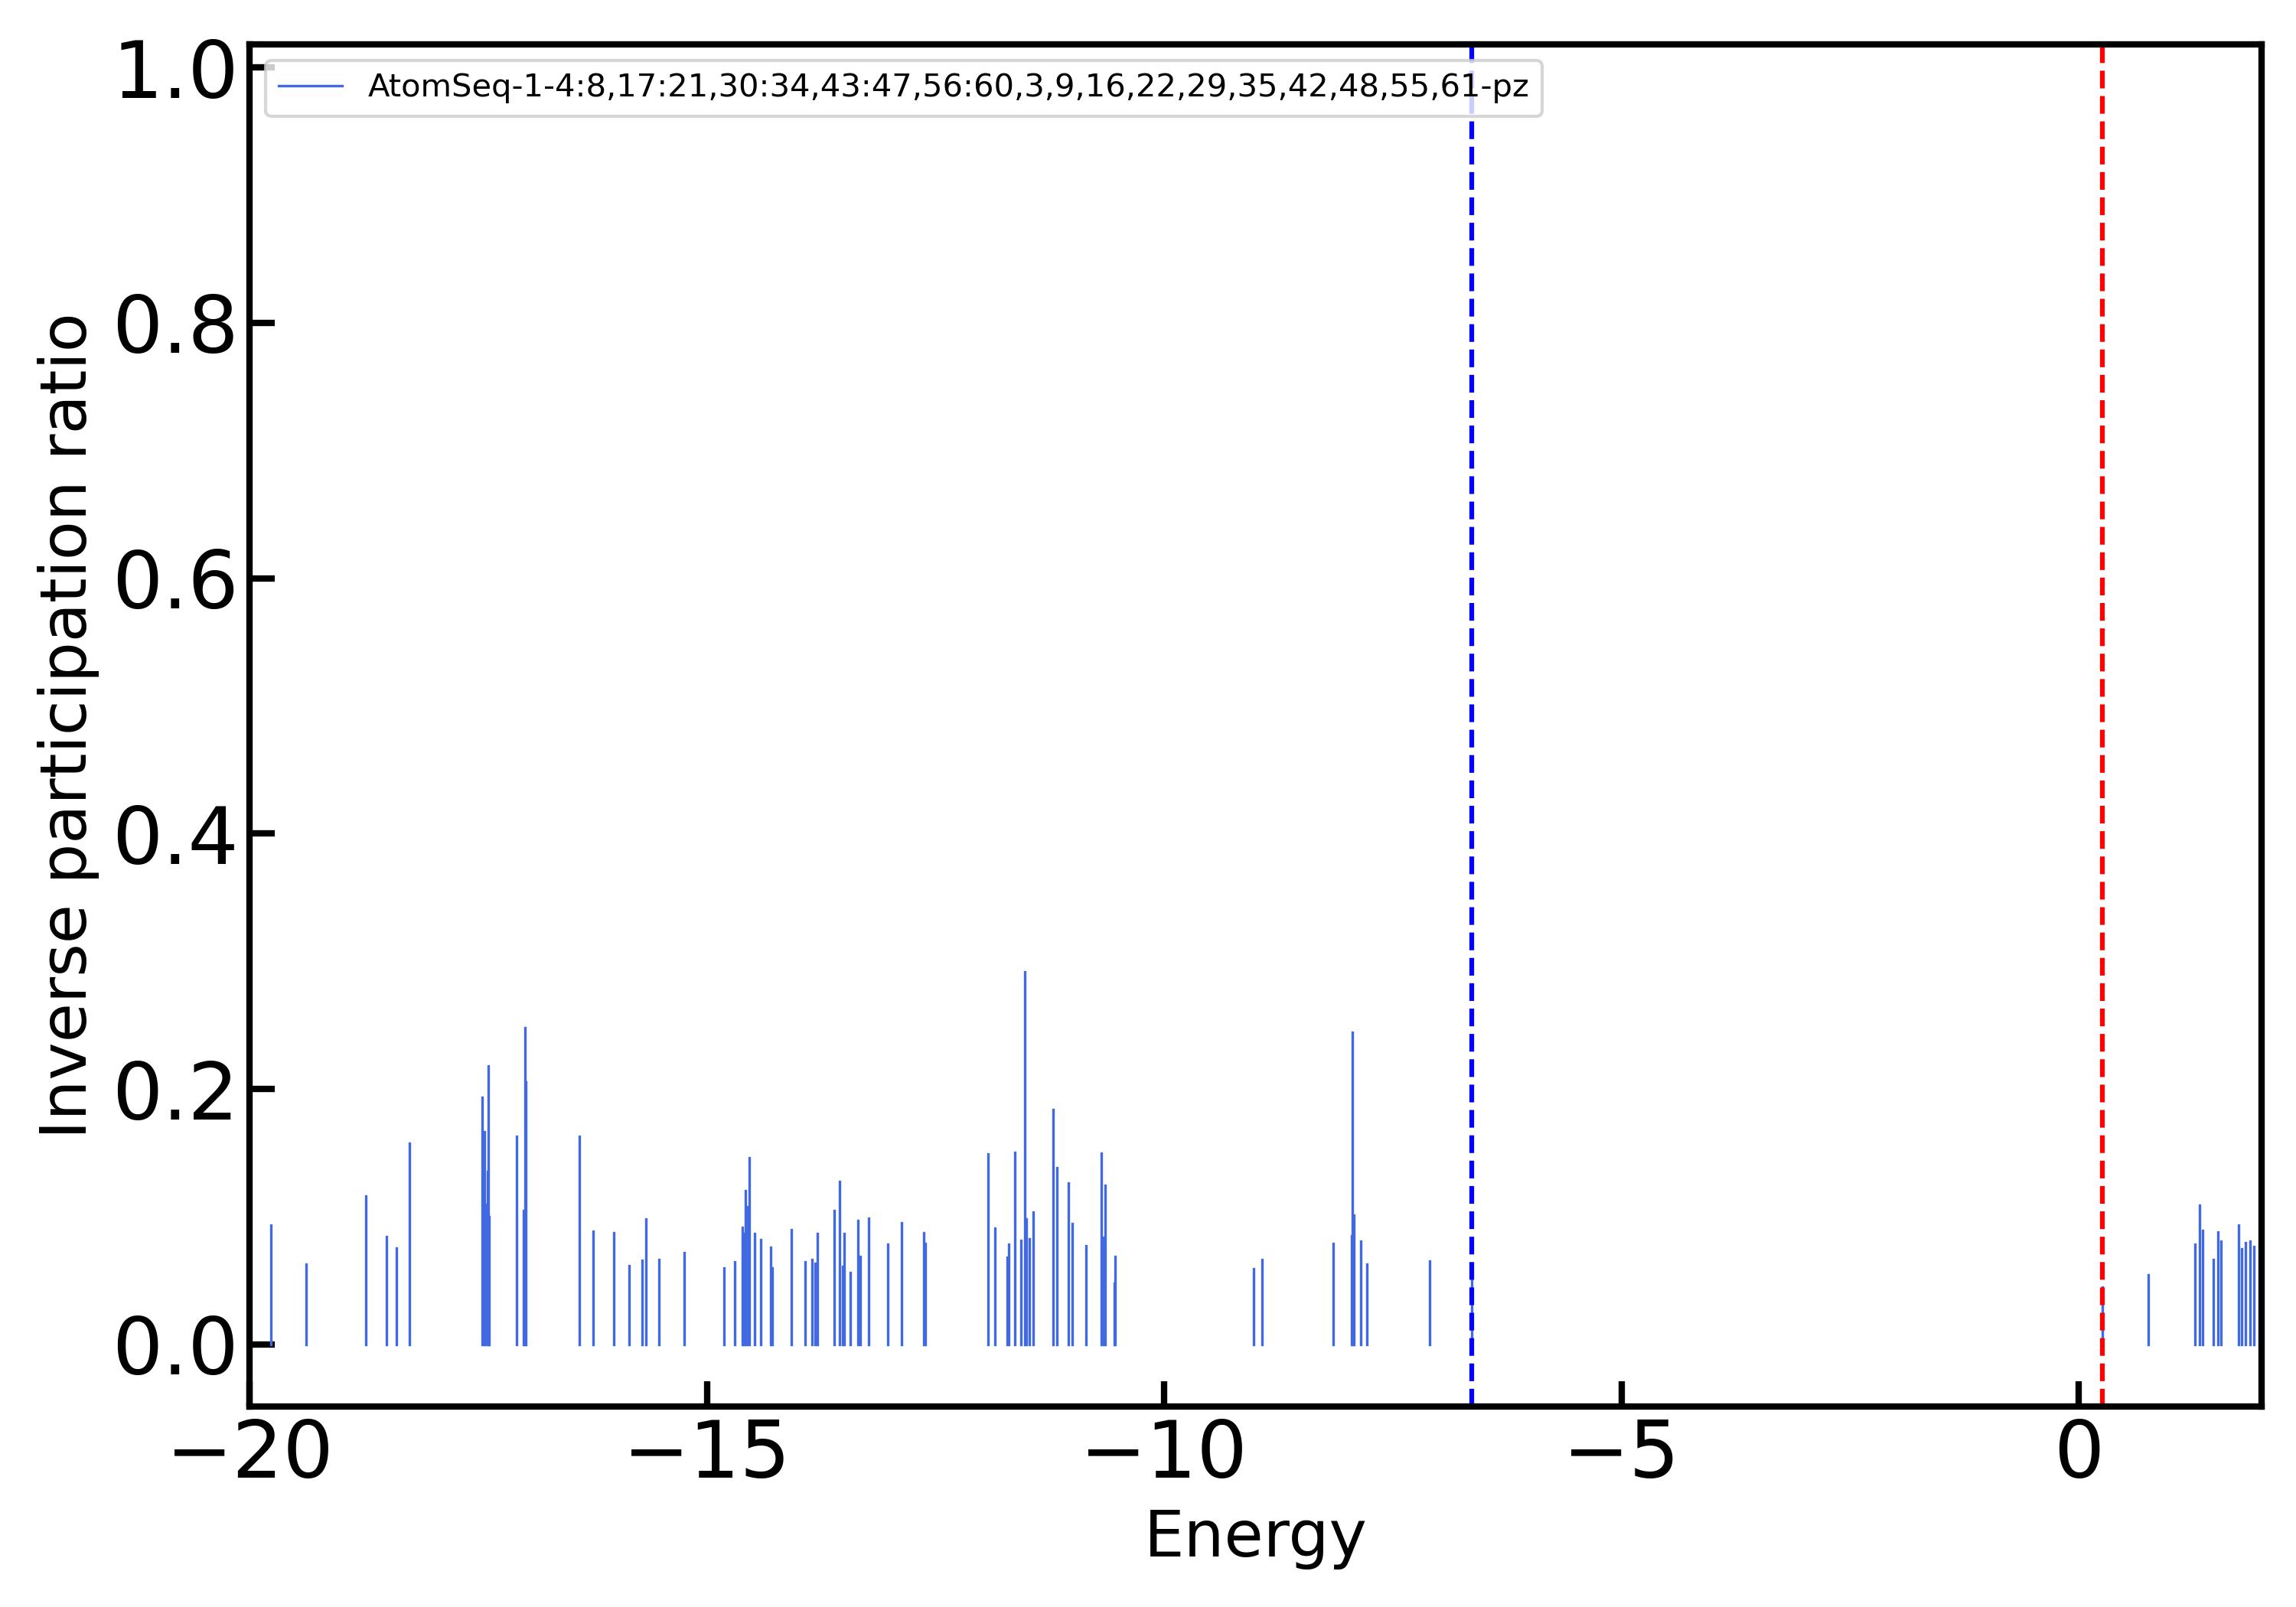 AtomSeq-1-4:8,17:21,30:34,43:47,56:60,3,9,16,22,29,35,42,48,55,61-pz
1.0
0.8
0.6
0.4
0.2
0.0
Inverse participation ratio
−20 −15 −10 −5 0
Energy